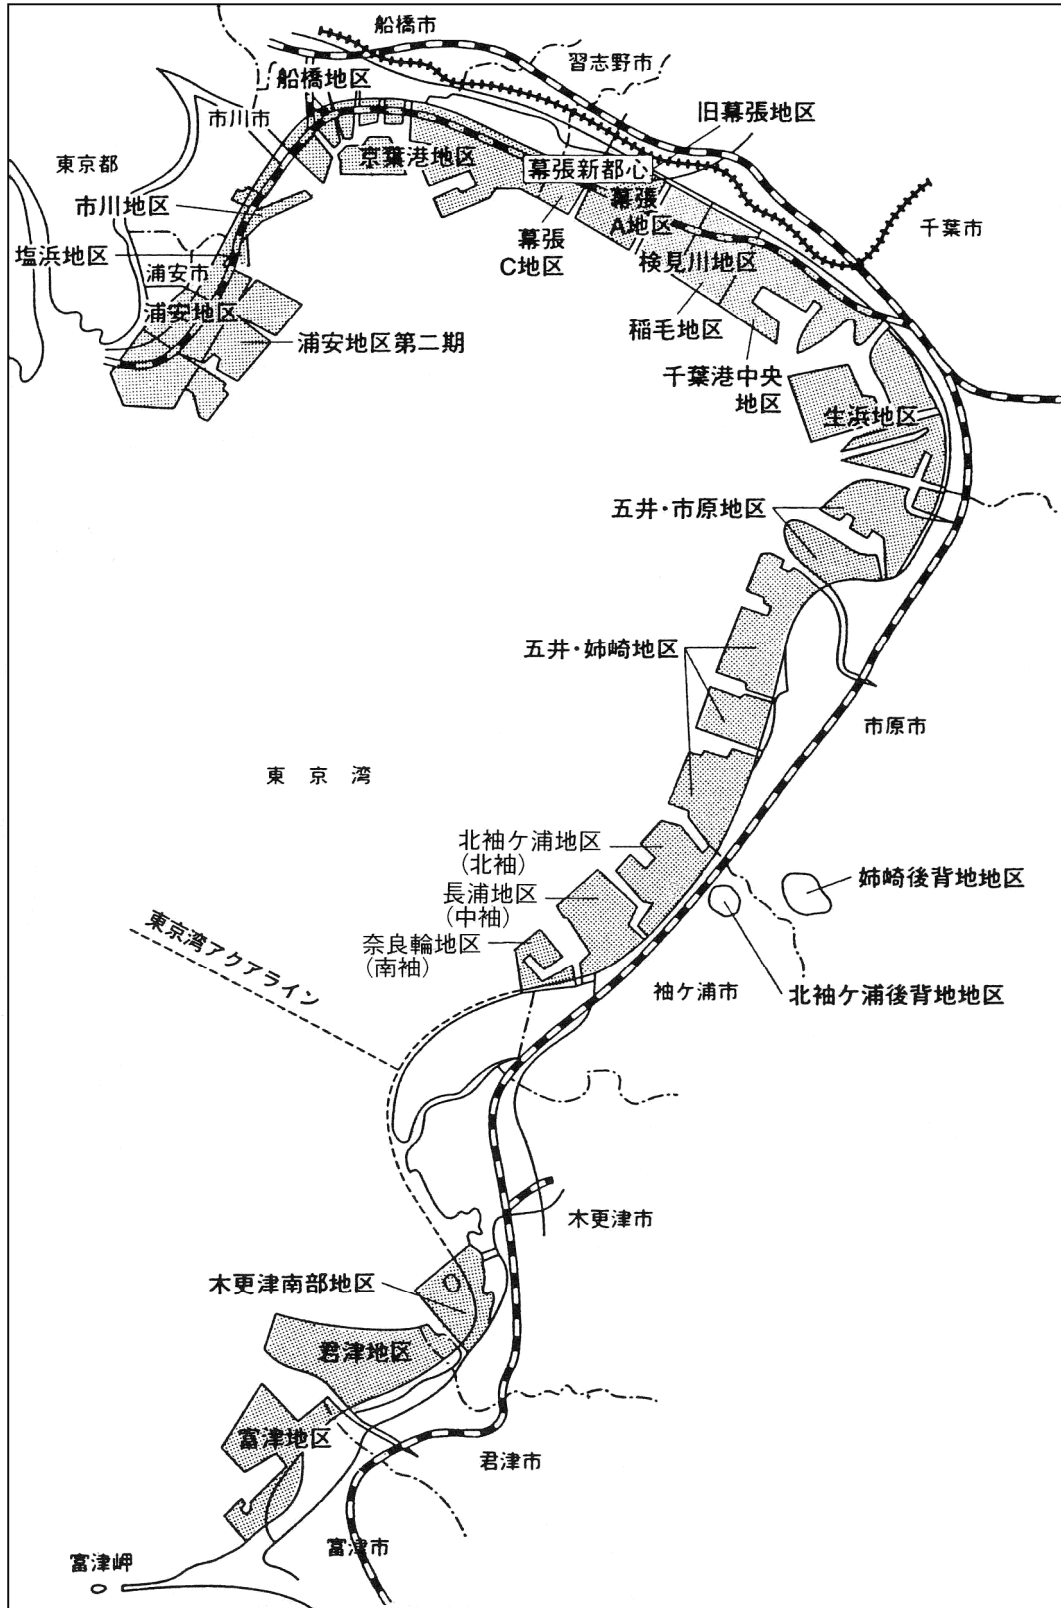 船橋市
習志野市
船橋地区
旧幕張地区
市川市
東京都
京葉港地区
幕張新都心
市川地区
幕張
A地区
千葉市
塩浜地区
幕張
C地区
検見川地区
浦安市
浦安地区
稲毛地区
浦安地区第二期
千葉港中央
地区
生浜地区
五井・市原地区
五井・姉崎地区
市原市
東京湾
北袖ケ浦地区
(北袖)
姉崎後背地地区
長浦地区
(中袖)
東京湾アクアライン
奈良輪地区
(南袖)
袖ケ浦市
北袖ケ浦後背地地区
木更津市
木更津南部地区
君津地区
富津地区
君津市
富津市
富津岬